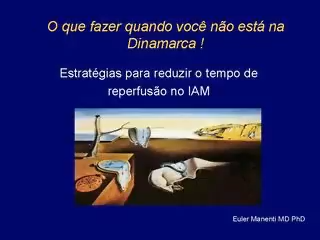 O que fazer quando você não está na
Dinamarca !
Estratégias para reduzir o tempo de
reperfusão no IAM
Euler Manenti MD PhD